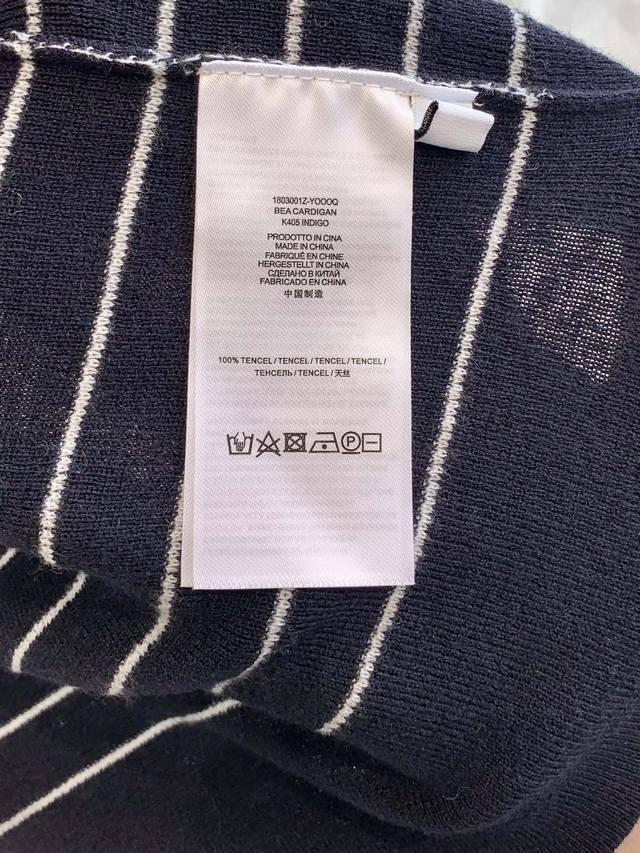 1803001Z-YOOOQ
BEA CARDIGAN
K405 INDIGO
PRODOTTO IN CINA
MADE IN CHINA
FABRIQUÉ EN CHINE
HERGESTELLT IN CHINA
СДЕЛАНО В КИТАЙ
FABRICADO EN CHINA
中国制造
100% TENCEL / TENCEL / TENCEL / TENCEL /
ТЕНСЕЛЬ / TENCEL / 天丝
P